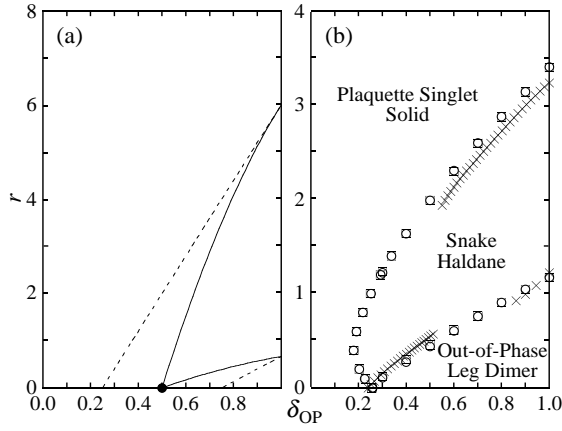 (a)
(b)
8
6
4
2
0
r
4
3
2
1
0
Plaquette Singlet
Solid
Snake
Haldane
Out-of-Phase
Leg Dimer
0.0 0.2 0.4 0.6 0.8
0.2 0.4 0.6 0.8 1.0
δOP